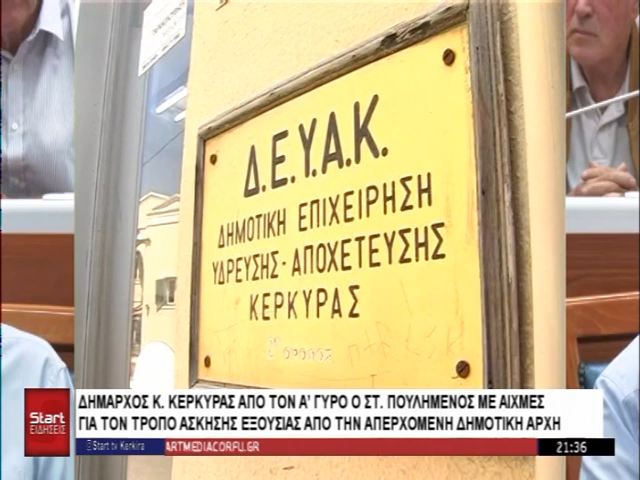 Δ.Ε.Υ.Α.Κ.
ΔΗΜΟΤΙΚΗ ΕΠΙΧΕΙΡΗΣΗ
ΥΔΡΕΥΣΗΣ - ΑΠΟΧΕΤΕΥΣΗΣ
ΚΕΡΚΥΡΑΣ
ΟΡΟΦΟΣ
Start
ΕΙΔΗΣΕΙΣ
ΔΗΜΑΡΧΟΣ Κ. ΚΕΡΚΥΡΑΣ ΑΠΟ ΤΟΝ Α' ΓΥΡΟ Ο ΣΤ. ΠΟΥΛΗΜΕΝΟΣ ΜΕ ΑΙΧΜΕΣ
ΓΙΑ ΤΟΝ ΤΡΟΠΟ ΑΣΚΗΣΗΣ ΕΞΟΥΣΙΑΣ ΑΠΟ ΤΗΝ ΑΠΕΡΧΟΜΕΝΗ ΔΗΜΟΤΙΚΗ ΑΡΧΗ
Start tv Kerkira ARTMEDIACORFU.GR 21:36